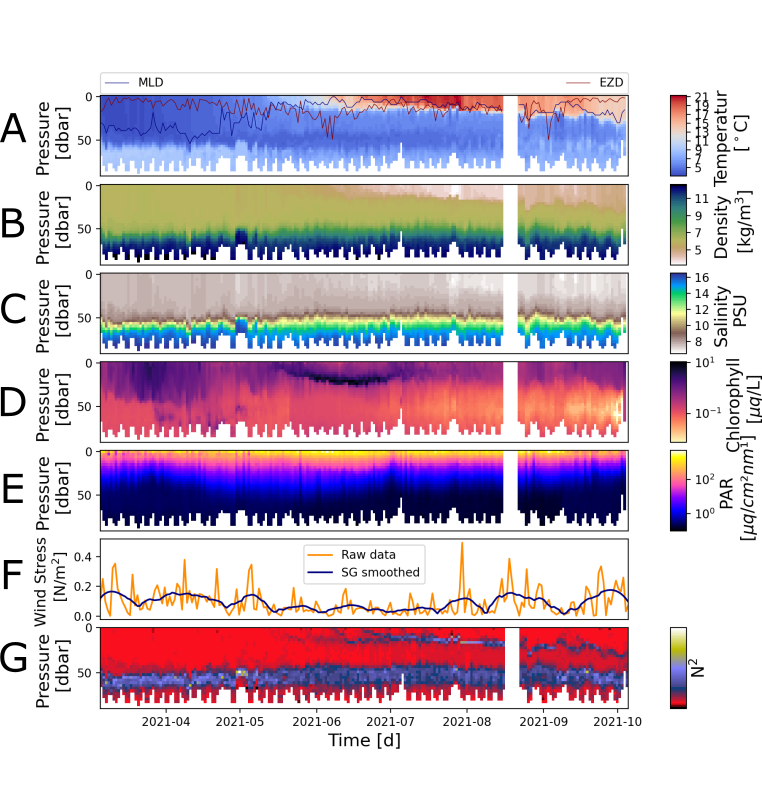 MLD EZD
A
Pressure
[dbar]
0
50
21
19
17
15
13
11
9
7
5
Temperatur
[°C]
B
Pressure
[dbar]
0
50
11
9
7
5
Density
[kg/m³]
C
Pressure
[dbar]
0
50
16
14
12
10
8
Salinity
PSU
D
Pressure
[dbar]
0
50
10¹
10⁻¹
Chlorophyll
[μg/L]
E
Pressure
[dbar]
0
50
10²
10⁰
PAR
[μg/cm²nm¹]
F
Wind Stress
[N/m²]
0.4
0.2
0.0
Raw data
SG smoothed
G
Pressure
[dbar]
0
50
N²
2021-04 2021-05 2021-06 2021-07 2021-08 2021-09 2021-10
Time [d]